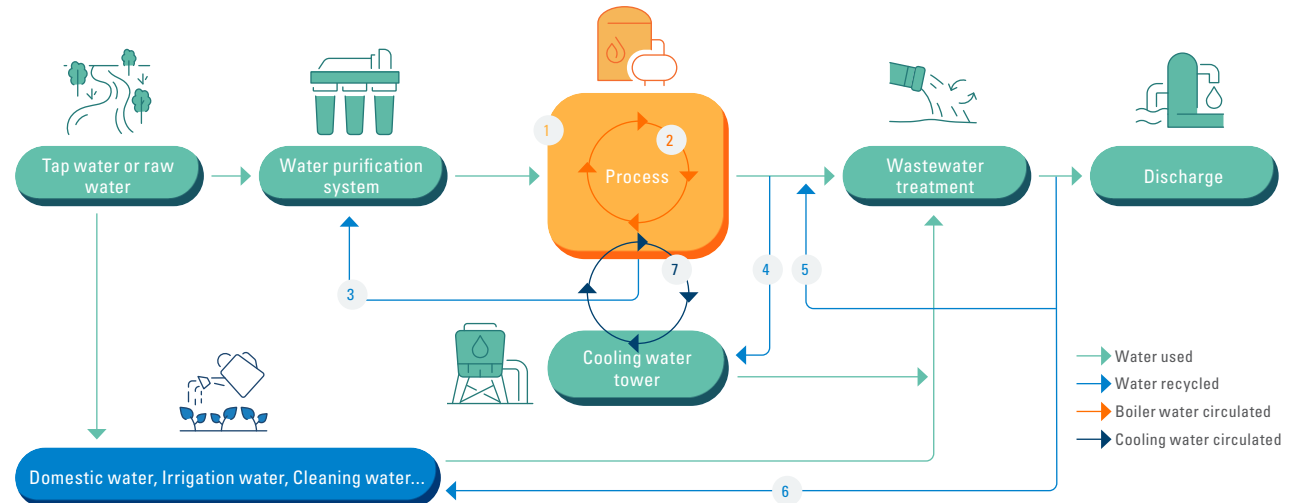 1
2
Tap water or raw
water
Water purification
system
Process
Wastewater
treatment
Discharge
3
7
4
5
Cooling water
tower
Water used
Water recycled
Boiler water circulated
Cooling water circulated
Domestic water, Irrigation water, Cleaning water...
6